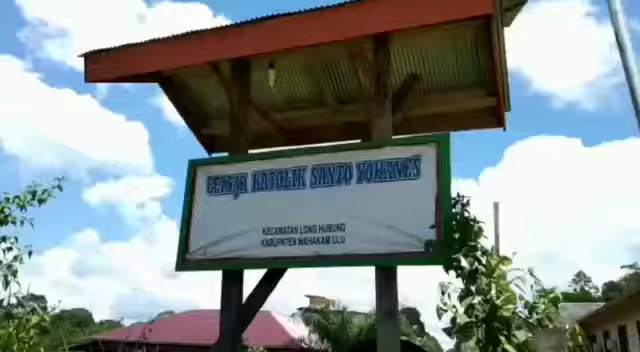 GEREJA KATOLIK SANTO YOHANES
KECAMATAN LONG HUBUNG
KABUPATEN MAHAKAM ULU